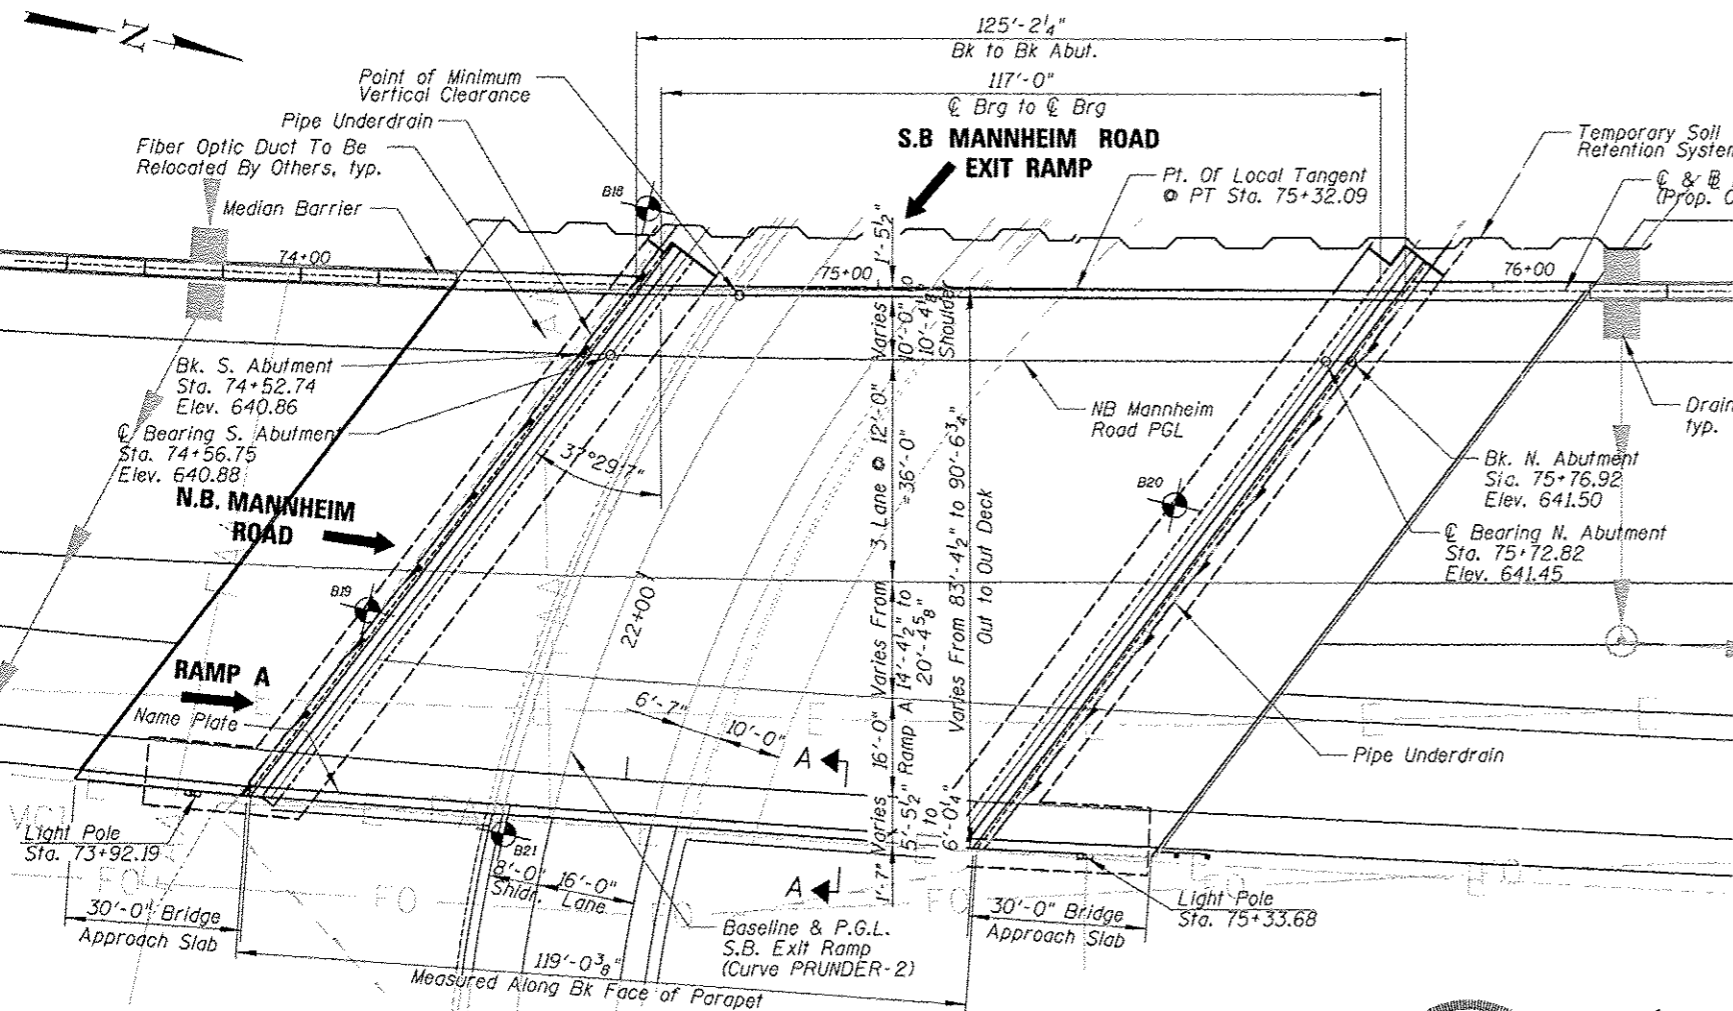 N
125'-2¼"
Bk to Bk Abut.
117'-0"
℄ Brg to ℄ Brg
S.B MANNHEIM ROAD
EXIT RAMP
Point of Minimum
Vertical Clearance
Pipe Underdrain
Fiber Optic Duct To Be
Relocated By Others, typ.
Median Barrier
B18
Pt. Of Local Tangent
@ PT Sta. 75+32.09
Temporary Soil
Retention System
℄ & ⅊
(Prop.
74+00
75+00
76+00
1'-5½"
Varies
10'-0" to
10'-4⅛"
Shoulder
3 Lane @ 12'-0"
=36'-0"
Varies From
14'-4½" to
20'-4⅝"
16'-0"
Ramp A
Varies
5'-5½"
to
6'-0¼"
1'-7"
Varies From 83'-4½" to 90'-6¾"
Out to Out Deck
Bk. S. Abutment
Sta. 74+52.74
Elev. 640.86
℄ Bearing S. Abutment
Sta. 74+56.75
Elev. 640.88
37°29'7"
NB Mannheim
Road PGL
Drain
typ.
Bk. N. Abutment
Sta. 75+76.92
Elev. 641.50
℄ Bearing N. Abutment
Sta. 75+72.82
Elev. 641.45
B20
N.B. MANNHEIM
ROAD
B19
22+00
RAMP A
Name Plate
6'-7"
10'-0"
A
E
E
E
Pipe Underdrain
Light Pole
Sta. 73+92.19
B21
8'-0"
Shldr.
16'-0"
Lane
A
FO
FO
FO
30'-0" Bridge
Approach Slab
119'-0⅜"
Measured Along Bk Face of Parapet
Baseline & P.G.L.
S.B. Exit Ramp
(Curve PRUNDER-2)
30'-0" Bridge
Approach Slab
Light Pole
Sta. 75+33.68